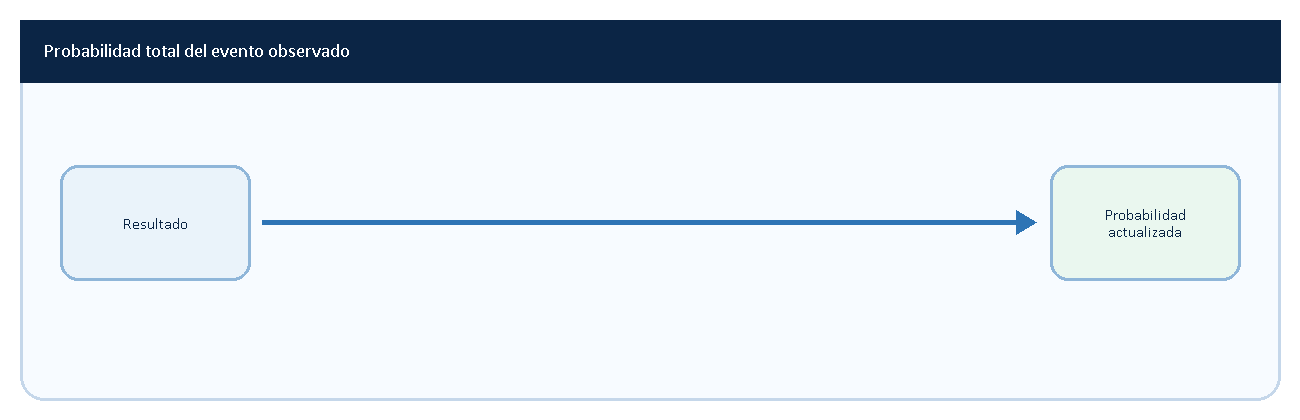 Probabilidad total del evento observado
Resultado
Probabilidad
actualizada